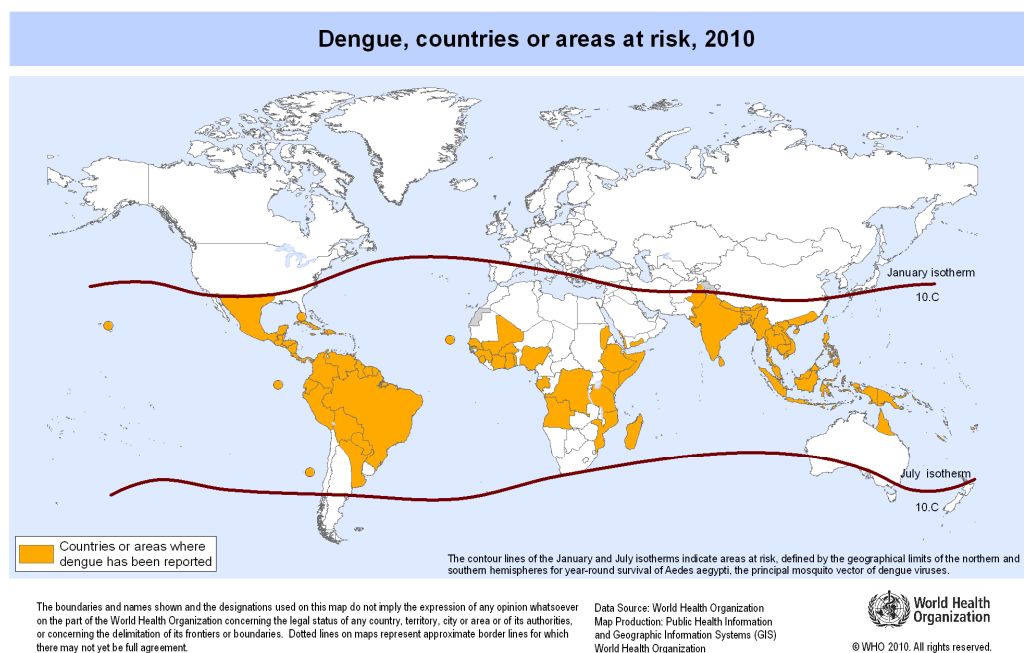 Dengue, countries or areas at risk, 2010
January isotherm
10.C
July isotherm
10.C
Countries or areas where
dengue has been reported
The contour lines of the January and July isotherms indicate areas at risk, defined by the geographical limits of the northern and
southern hemispheres for year-round survival of Aedes aegypti, the principal mosquito vector of dengue viruses.
The boundaries and names shown and the designations used on this map do not imply the expression of any opinion whatsoever
on the part of the World Health Organization concerning the legal status of any country, territory, city or area or of its authorities,
or concerning the delimitation of its frontiers or boundaries. Dotted lines on maps represent approximate border lines for which
there may not yet be full agreement.
Data Source: World Health Organization
Map Production: Public Health Information
and Geographic Information Systems (GIS)
World Health Organization
World Health
Organization
© WHO 2010. All rights reserved.